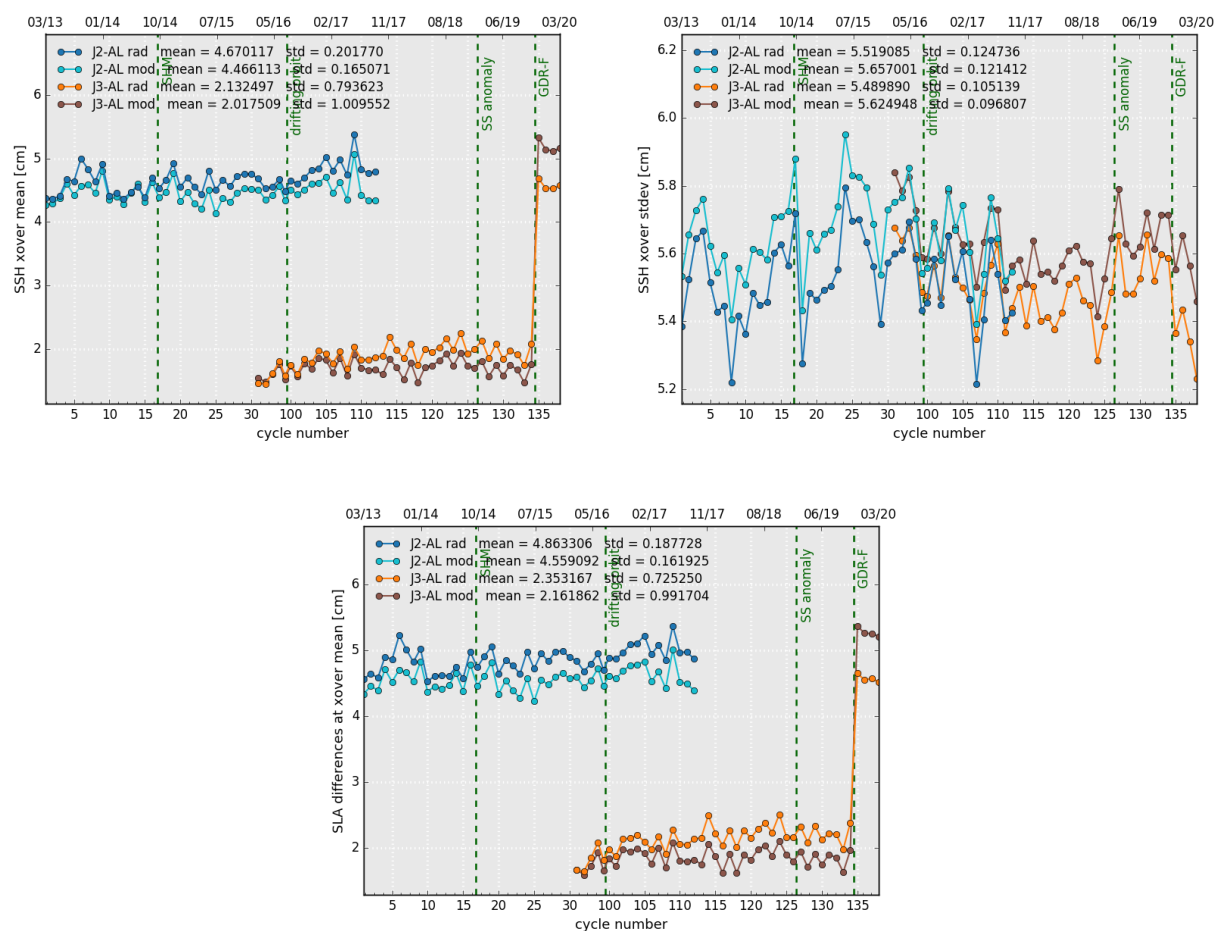 03/13 01/14 10/14 07/15 05/16 02/17 11/17 08/18 06/19 03/20
J2-AL rad mean = 4.670117 std = 0.201770
J2-AL mod mean = 4.466113 std = 0.165071
J3-AL rad mean = 2.132497 std = 0.793623
J3-AL mod mean = 2.017509 std = 1.009552
SHM
drifting orbit
SS anomaly
GDR-F
SSH xover mean [cm]
6
5
4
3
2
5 10 15 20 25 30 100 105 110 115 120 125 130 135
cycle number
03/13 01/14 10/14 07/15 05/16 02/17 11/17 08/18 06/19 03/20
J2-AL rad mean = 5.519085 std = 0.124736
J2-AL mod mean = 5.657001 std = 0.121412
J3-AL rad mean = 5.489890 std = 0.105139
J3-AL mod mean = 5.624948 std = 0.096807
SHM
drifting orbit
SS anomaly
GDR-F
SSH xover stdev [cm]
6.2
6.0
5.8
5.6
5.4
5.2
5 10 15 20 25 30 100 105 110 115 120 125 130 135
cycle number
03/13 01/14 10/14 07/15 05/16 02/17 11/17 08/18 06/19 03/20
J2-AL rad mean = 4.863306 std = 0.187728
J2-AL mod mean = 4.559092 std = 0.161925
J3-AL rad mean = 2.353167 std = 0.725250
J3-AL mod mean = 2.161862 std = 0.991704
SHM
drifting orbit
SS anomaly
GDR-F
SLA differences at xover mean [cm]
6
5
4
3
2
5 10 15 20 25 30 100 105 110 115 120 125 130 135
cycle number